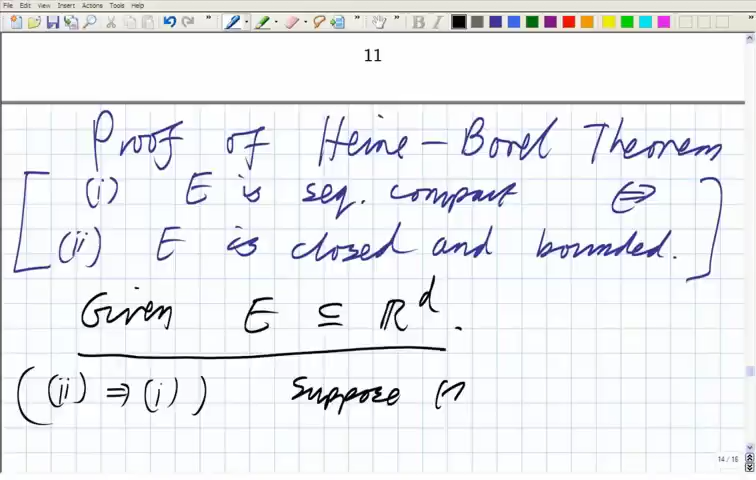 File Edit View Insert Actions Tools Help
11
Proof of Heine-Borel Theorem
(i) E is seq. compact ⇔
(ii) E is closed and bounded.
Given E ⊆ ℝ^d.
((ii) ⇒ (i)) Suppose (
14 / 16